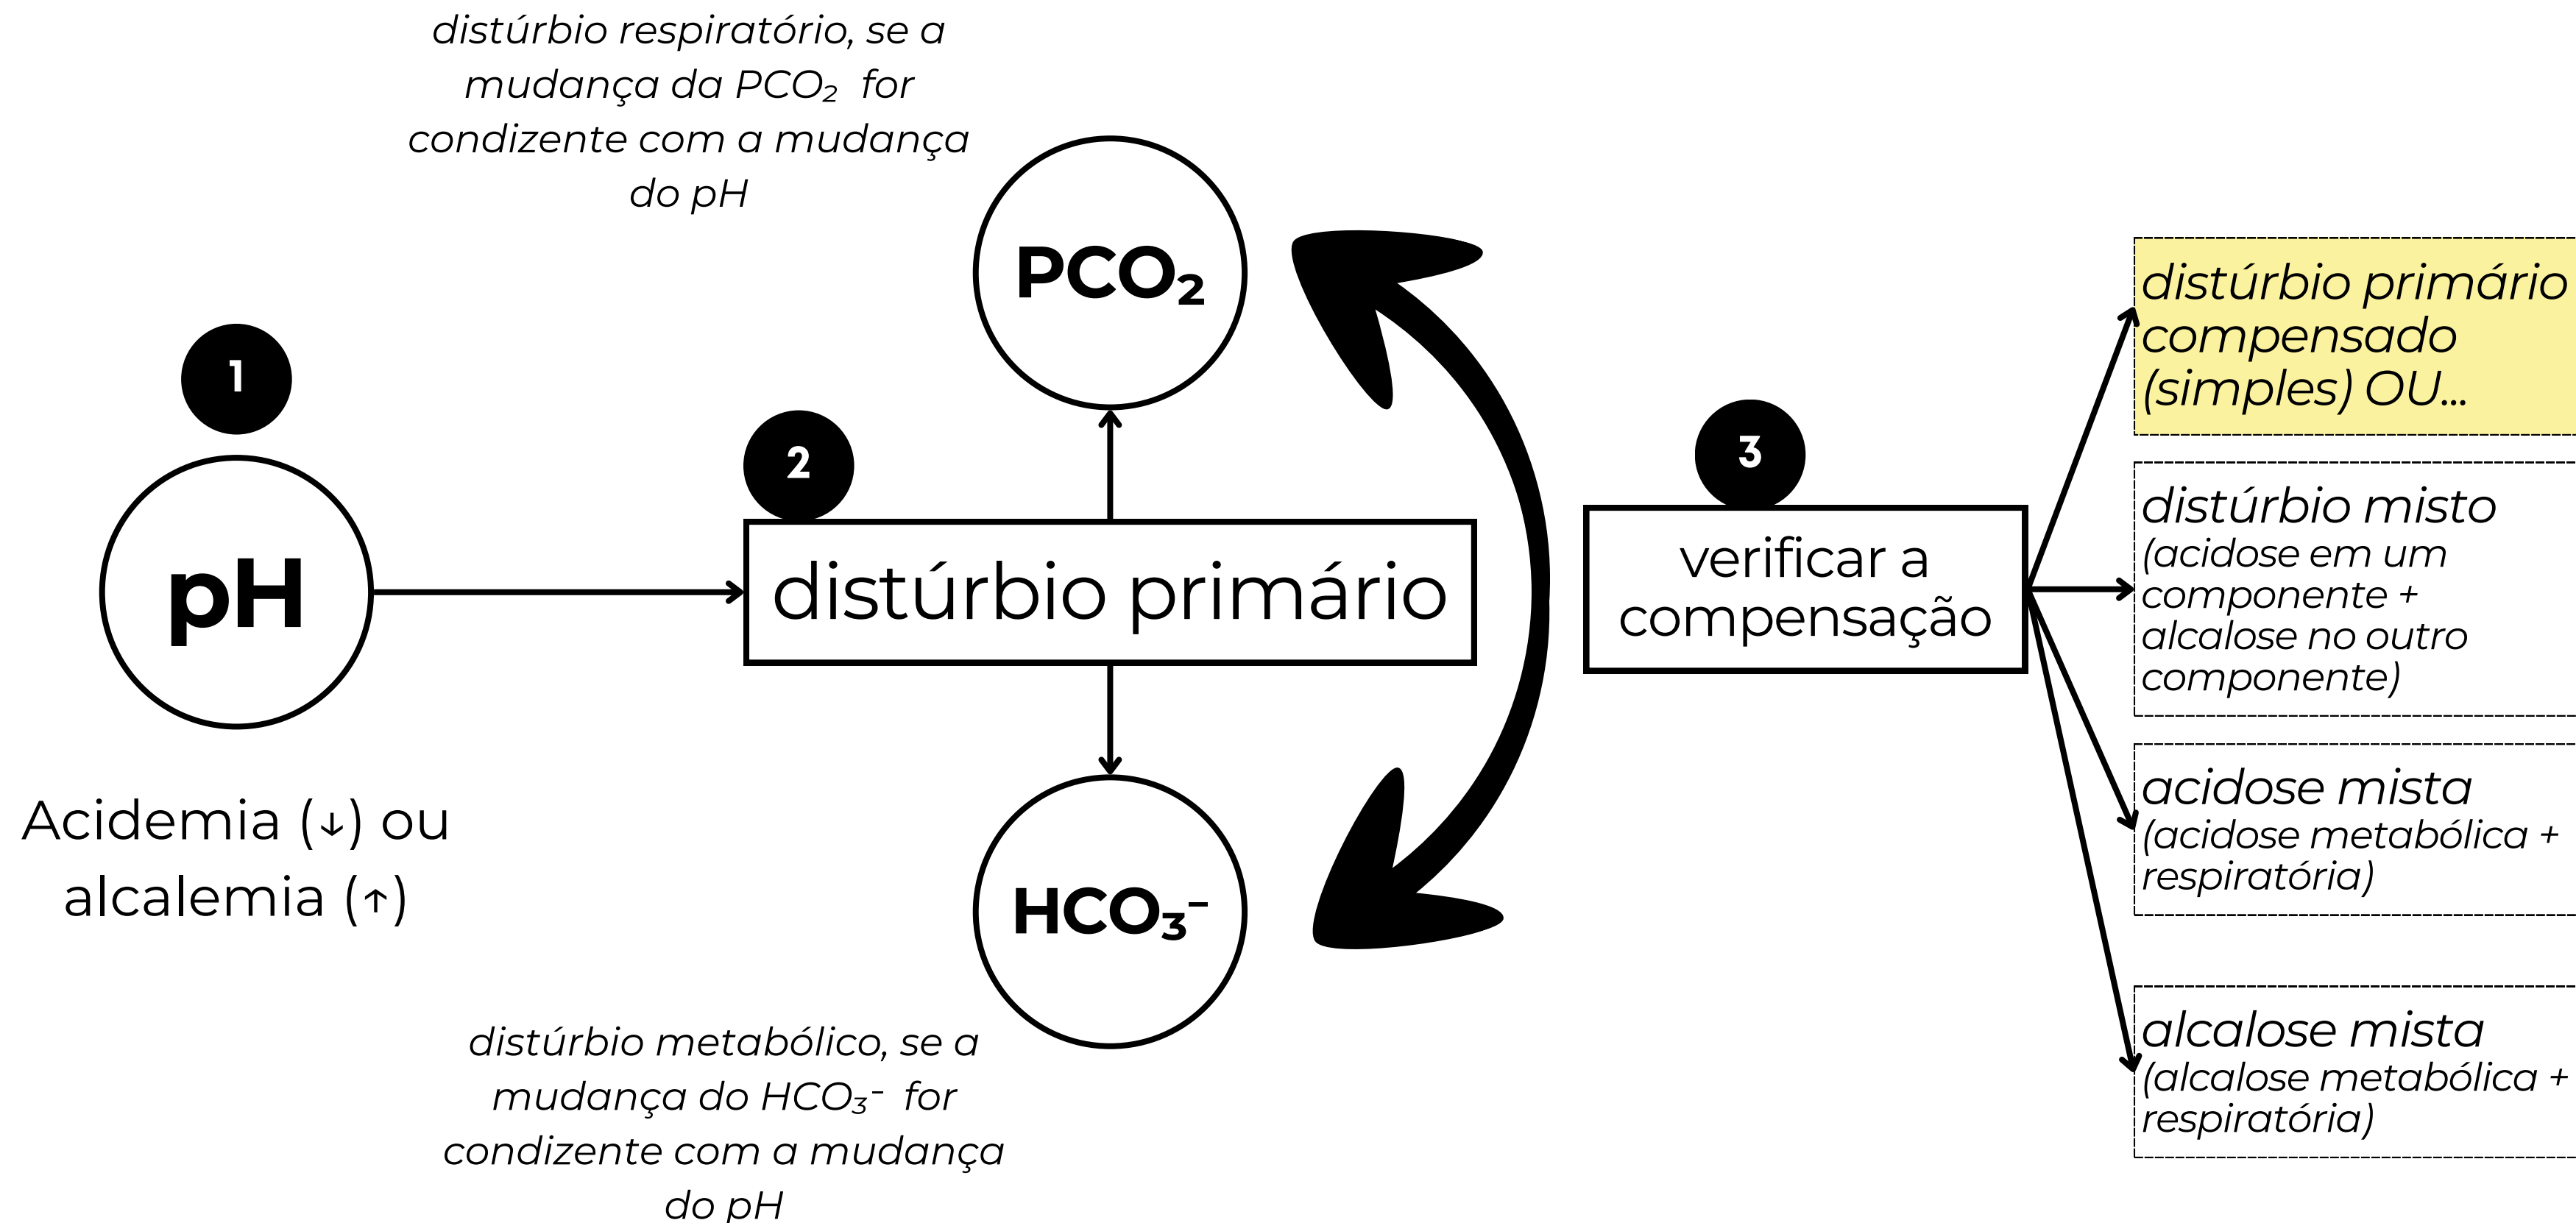 distúrbio respiratório, se a
mudança da PCO₂ for
condizente com a mudança
do pH
1
pH
Acidemia (↓) ou
alcalemia (↑)
2
distúrbio primário
PCO₂
HCO₃⁻
distúrbio metabólico, se a
mudança do HCO₃⁻ for
condizente com a mudança
do pH
3
verificar a
compensação
distúrbio primário
compensado
(simples) OU...
distúrbio misto
(acidose em um
componente +
alcalose no outro
componente)
acidose mista
(acidose metabólica +
respiratória)
alcalose mista
(alcalose metabólica +
respiratória)